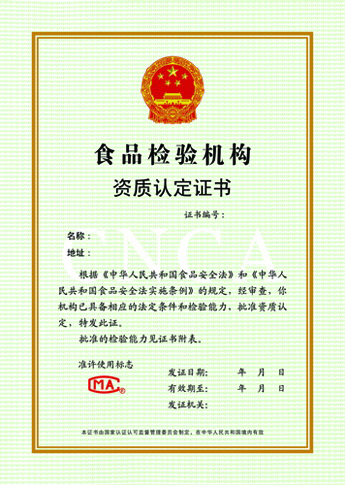 食品检验机构
资质认定证书
证书编号：
名称：
地址：
CNCA
根据《中华人民共和国食品安全法》和《中华人
民共和国食品安全法实施条例》的规定，经审查，你
机构已具备相应的法定条件和检验能力，批准资质认
定，特发此证。
批准的检验能力见证书附表。
准许使用标志
MA®
发证日期： 年 月 日
有效期至： 年 月 日
发证机关：
本证书由国家认证认可监督管理委员会制定，在中华人民共和国境内有效